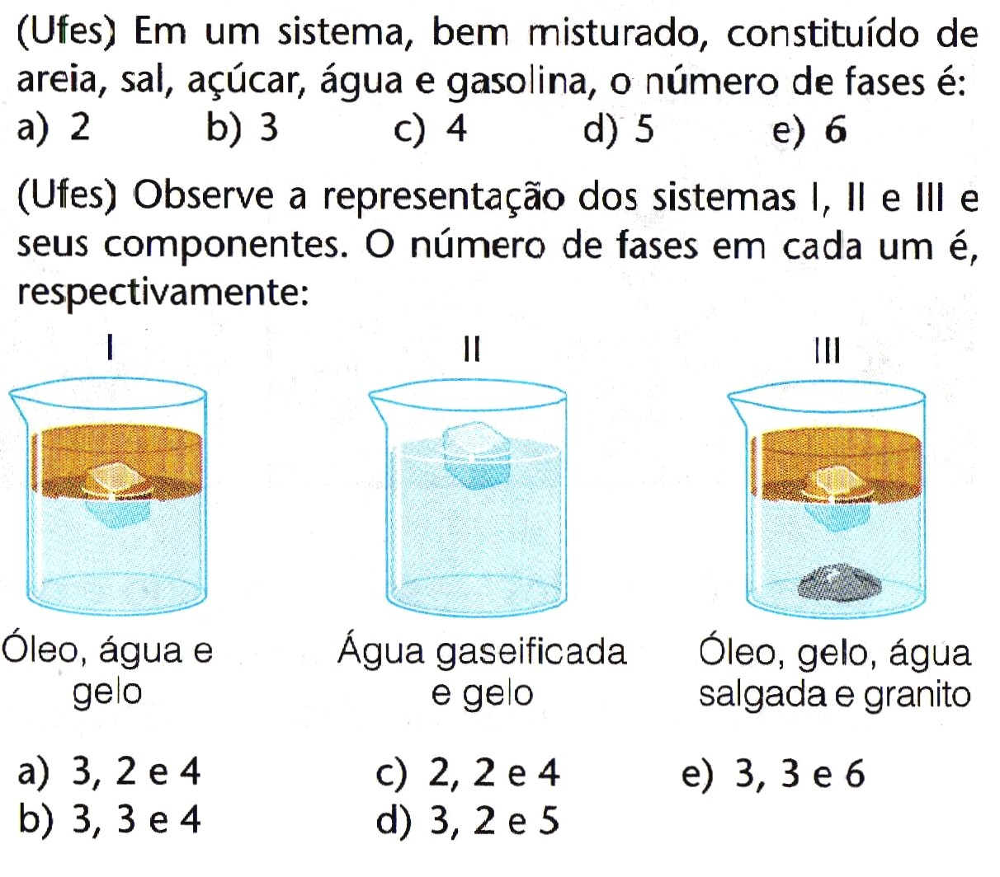 (Ufes) Em um sistema, bem misturado, constituído de
areia, sal, açúcar, água e gasolina, o número de fases é:
a) 2 b) 3 c) 4 d) 5 e) 6
(Ufes) Observe a representação dos sistemas I, II e III e
seus componentes. O número de fases em cada um é,
respectivamente:
I II III
Óleo, água e
gelo
Água gaseificada
e gelo
Óleo, gelo, água
salgada e granito
a) 3, 2 e 4 c) 2, 2 e 4 e) 3, 3 e 6
b) 3, 3 e 4 d) 3, 2 e 5